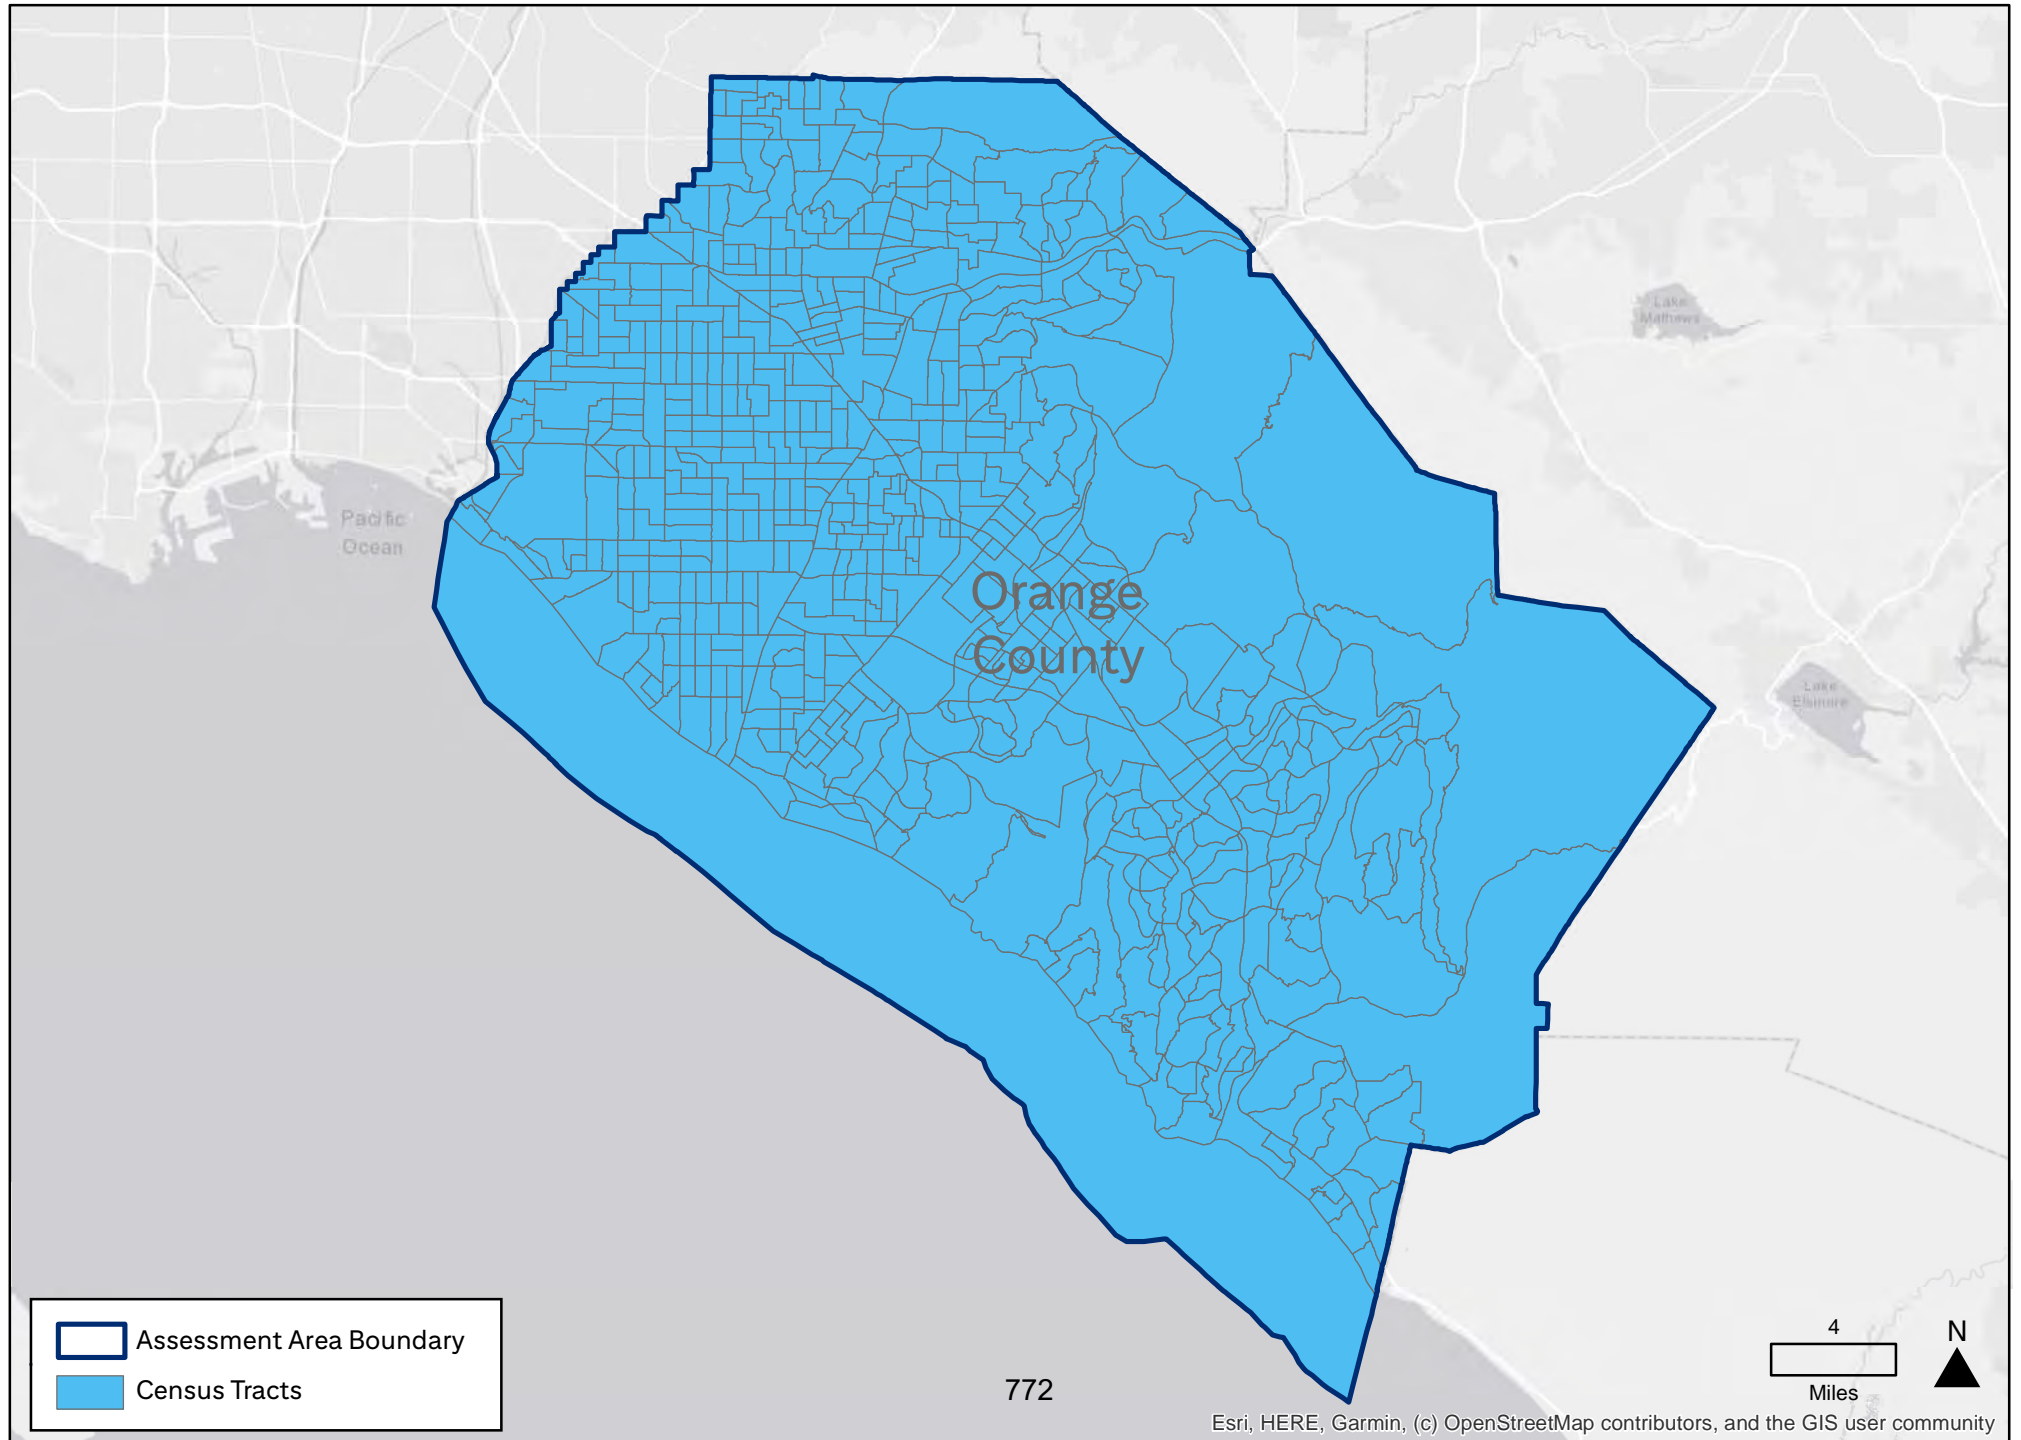 Lake
Mathews
Pacific
Ocean
Orange
County
Lake
Elsinore
Assessment Area Boundary
Census Tracts
772
4
Miles
N
Esri, HERE, Garmin, (c) OpenStreetMap contributors, and the GIS user community